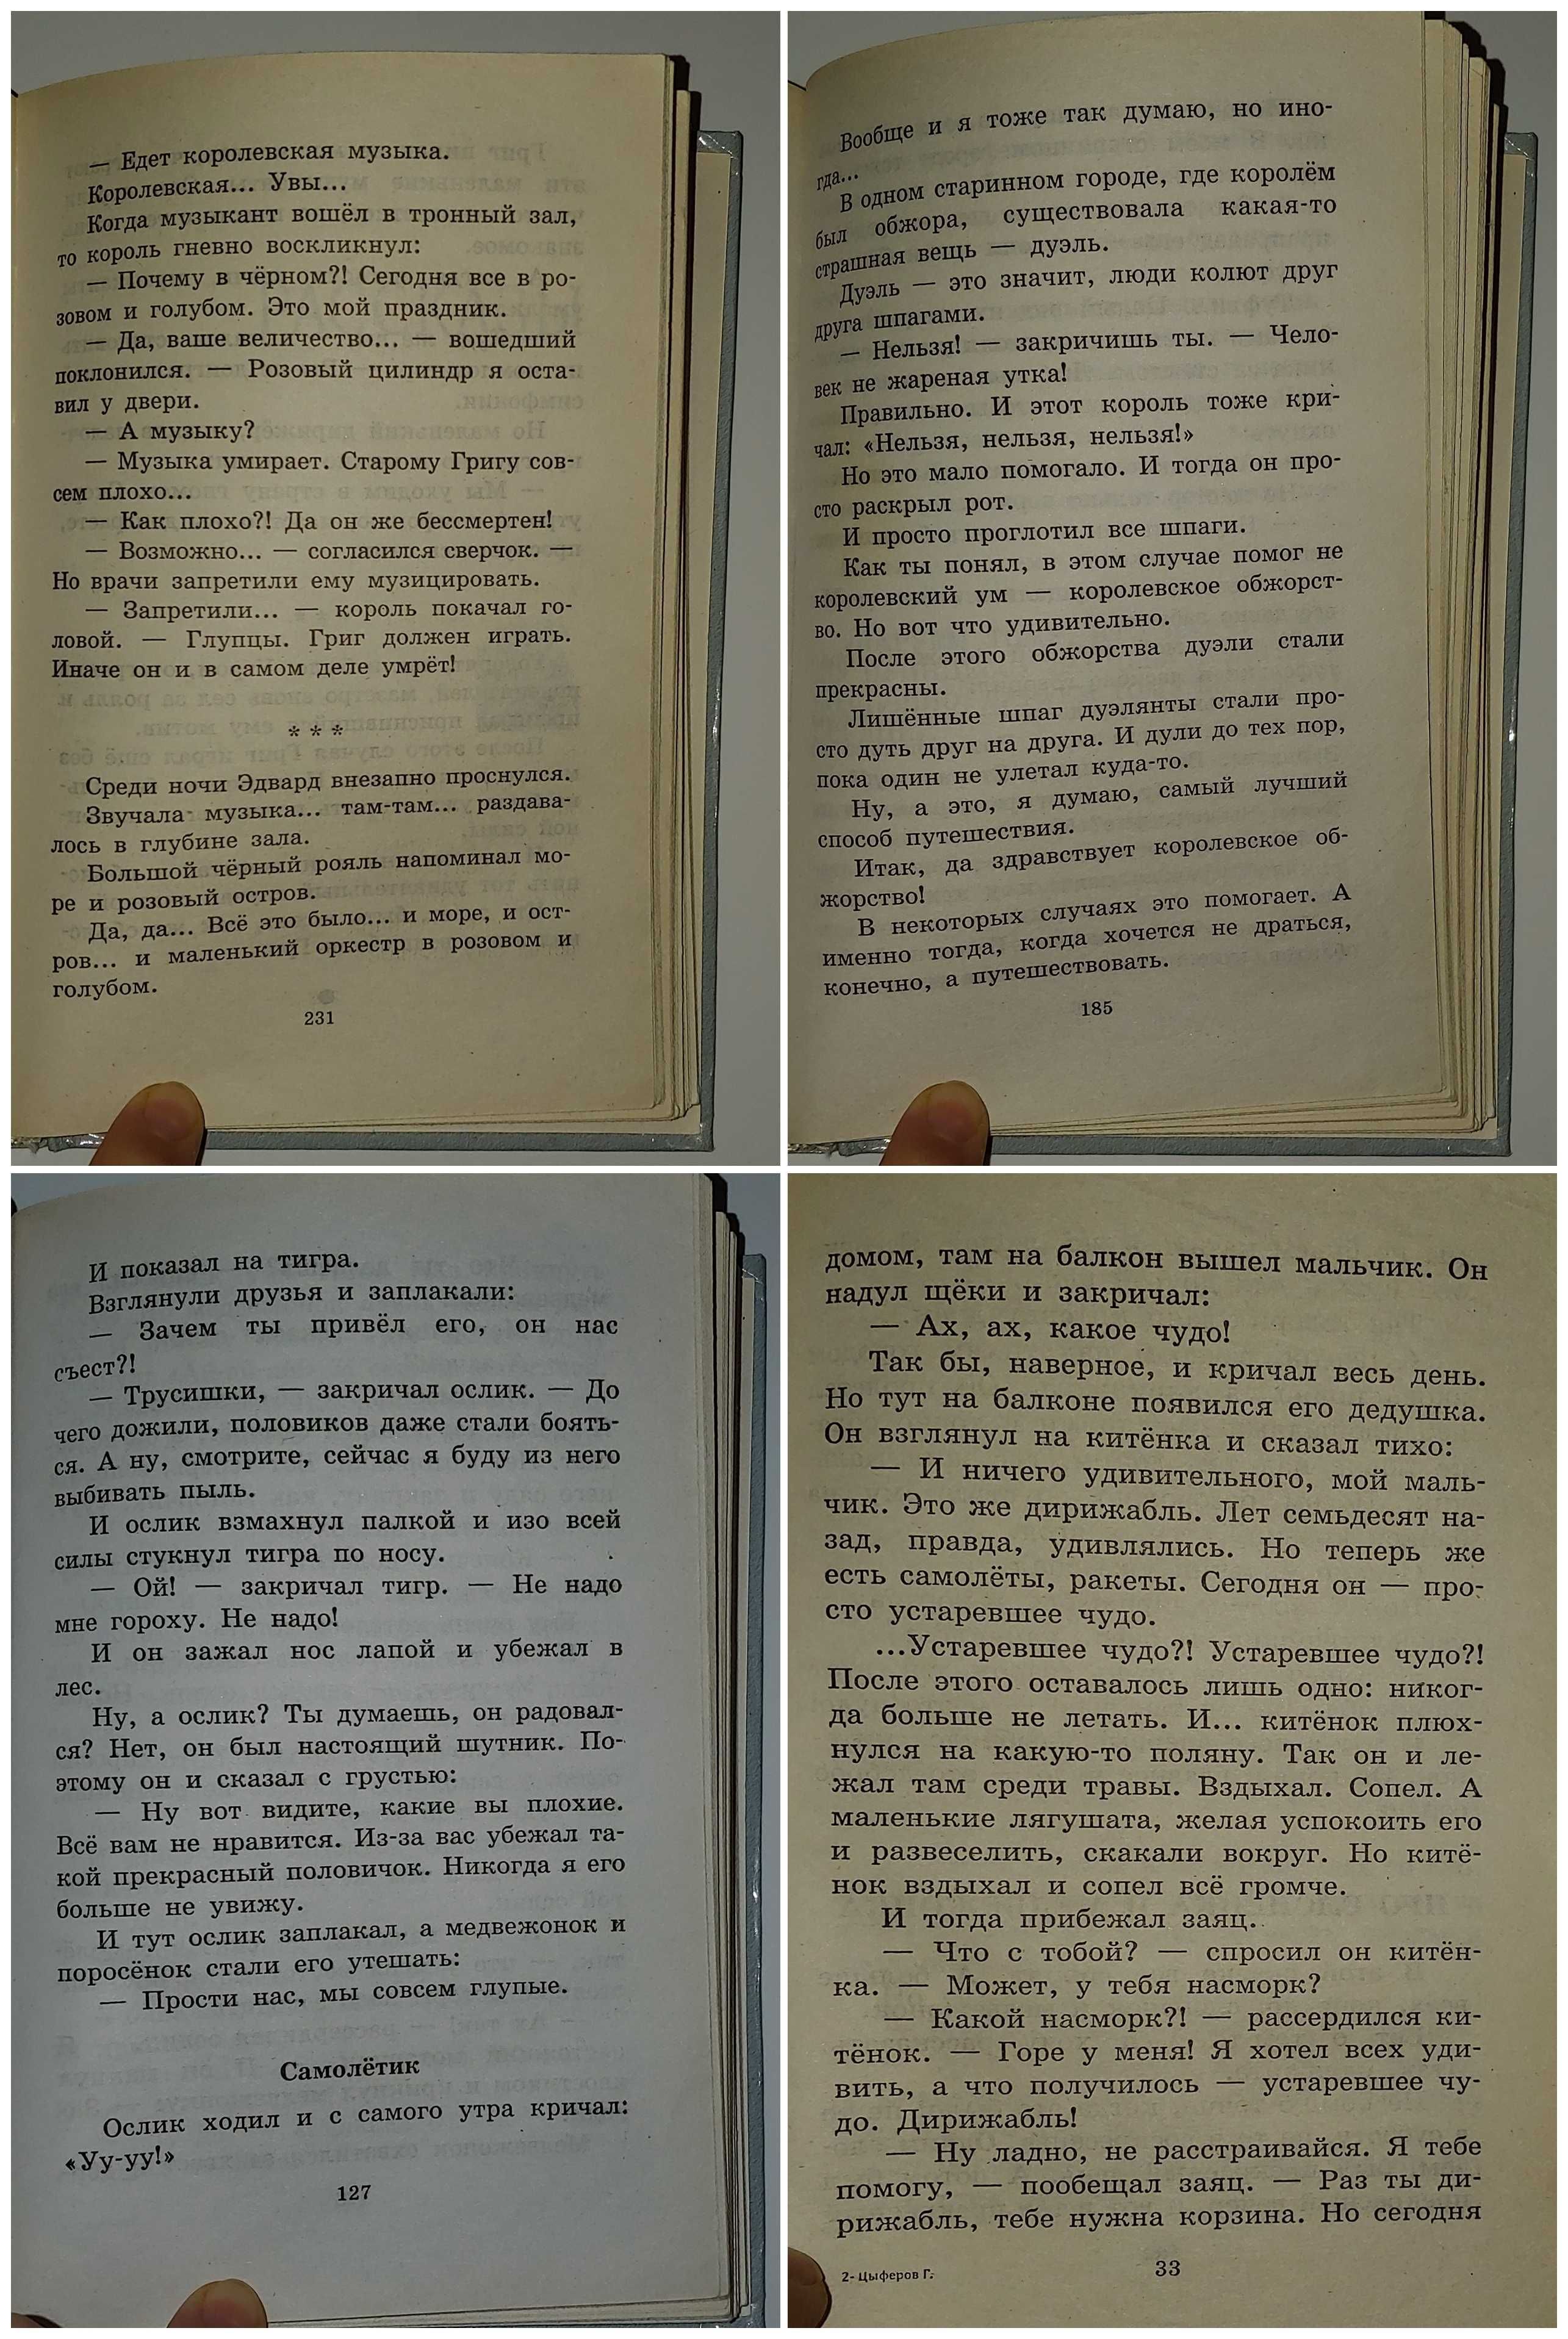 — Едет королевская музыка.
Королевская... Увы...
Когда музыкант вошёл в тронный зал,
то король гневно воскликнул:
— Почему в чёрном?! Сегодня все в ро-
зовом и голубом. Это мой праздник.
— Да, ваше величество... — вошедший
поклонился. — Розовый цилиндр я оста-
вил у двери.
— А музыку?
— Музыка умирает. Старому Григу сов-
сем плохо...
— Как плохо?! Да он же бессмертен!
— Возможно... — согласился сверчок. —
Но врачи запретили ему музицировать.
— Запретили... — король покачал го-
ловой. — Глупцы. Григ должен играть.
Иначе он и в самом деле умрёт!
* * *
Среди ночи Эдвард внезапно проснулся.
Звучала музыка... там-там... раздава-
лось в глубине зала.
Большой чёрный рояль напоминал мо-
ре и розовый остров.
Да, да... Всё это было... и море, и ост-
ров... и маленький оркестр в розовом и
голубом.
231
Вообще и я тоже так думаю, но ино-
гда...
В одном старинном городе, где королём
был обжора, существовала какая-то
страшная вещь — дуэль.
Дуэль — это значит, люди колют друг
друга шпагами.
— Нельзя! — закричишь ты. — Чело-
век не жареная утка!
Правильно. И этот король тоже кри-
чал: «Нельзя, нельзя, нельзя!»
Но это мало помогало. И тогда он про-
сто раскрыл рот.
И просто проглотил все шпаги.
Как ты понял, в этом случае помог не
королевский ум — королевское обжорст-
во. Но вот что удивительно.
После этого обжорства дуэли стали
прекрасны.
Лишённые шпаг дуэлянты стали про-
сто дуть друг на друга. И дули до тех пор,
пока один не улетал куда-то.
Ну, а это, я думаю, самый лучший
способ путешествия.
Итак, да здравствует королевское об-
жорство!
В некоторых случаях это помогает. А
именно тогда, когда хочется не драться,
конечно, а путешествовать.
185
И показал на тигра.
Взглянули друзья и заплакали:
— Зачем ты привёл его, он нас
съест?!
— Трусишки, — закричал ослик. — До
чего дожили, половиков даже стали боять-
ся. А ну, смотрите, сейчас я буду из него
выбивать пыль.
И ослик взмахнул палкой и изо всей
силы стукнул тигра по носу.
— Ой! — закричал тигр. — Не надо
мне гороху. Не надо!
И он зажал нос лапой и убежал в
лес.
Ну, а ослик? Ты думаешь, он радовал-
ся? Нет, он был настоящий шутник. По-
этому он и сказал с грустью:
— Ну вот видите, какие вы плохие.
Всё вам не нравится. Из-за вас убежал та-
кой прекрасный половичок. Никогда я его
больше не увижу.
И тут ослик заплакал, а медвежонок и
поросёнок стали его утешать:
— Прости нас, мы совсем глупые.
Самолётик
Ослик ходил и с самого утра кричал:
«Уу-уу!»
127
домом, там на балкон вышел мальчик. Он
надул щёки и закричал:
— Ах, ах, какое чудо!
Так бы, наверное, и кричал весь день.
Но тут на балконе появился его дедушка.
Он взглянул на китёнка и сказал тихо:
— И ничего удивительного, мой маль-
чик. Это же дирижабль. Лет семьдесят на-
зад, правда, удивлялись. Но теперь же
есть самолёты, ракеты. Сегодня он — про-
сто устаревшее чудо.
...Устаревшее чудо?! Устаревшее чудо?!
После этого оставалось лишь одно: никог-
да больше не летать. И... китёнок плюх-
нулся на какую-то поляну. Так он и ле-
жал там среди травы. Вздыхал. Сопел. А
маленькие лягушата, желая успокоить его
и развеселить, скакали вокруг. Но китё-
нок вздыхал и сопел всё громче.
И тогда прибежал заяц.
— Что с тобой? — спросил он китён-
ка. — Может, у тебя насморк?
— Какой насморк?! — рассердился ки-
тёнок. — Горе у меня! Я хотел всех уди-
вить, а что получилось — устаревшее чу-
до. Дирижабль!
— Ну ладно, не расстраивайся. Я тебе
помогу, — пообещал заяц. — Раз ты ди-
рижабль, тебе нужна корзина. Но сегодня
2- Цыферов Г.
33